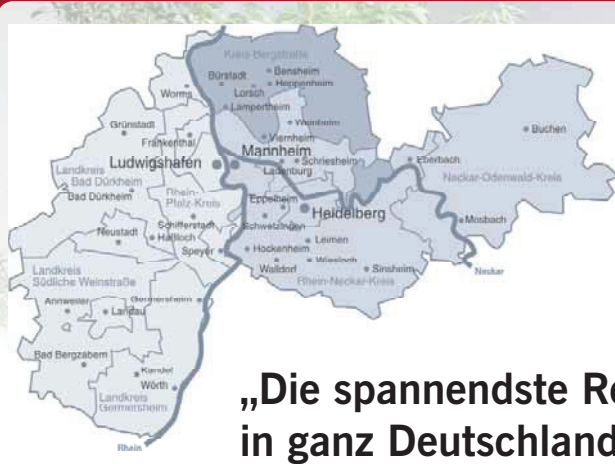 Kreis Bergstraße
Bürstadt
Bensheim
Heppenheim
Lorsch
Worms
Lampertheim
Weinheim
Grünstadt
Viernheim
Buchen
Frankenthal
Mannheim
Ludwigshafen
Schriesheim
Eberbach
Ladenburg
Landkreis
Bad Dürkheim
Neckar-Odenwald-Kreis
Bad Dürkheim
Rhein-
Pfalz-Kreis
Eppelheim
Heidelberg
Mosbach
Schifferstadt
Schwetzingen
Neustadt
Haßloch
Leimen
Speyer
Hockenheim
Wiesloch
Neckar
Walldorf
Sinsheim
Landkreis
Südliche Weinstraße
Rhein-Neckar-Kreis
Germersheim
Annweiler
Landau
Bad Bergzabern
Kandel
Wörth
Landkreis
Germersheim
Rhein
„Die spannendste
in ganz Deutschland